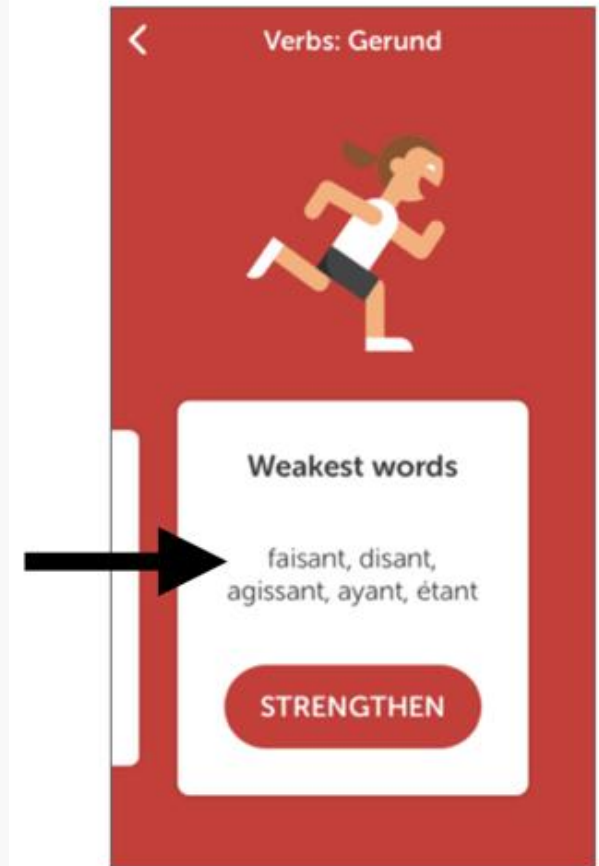 Verbs: Gerund
Weakest words
faisant, disant,
agissant, ayant, étant
STRENGTHEN